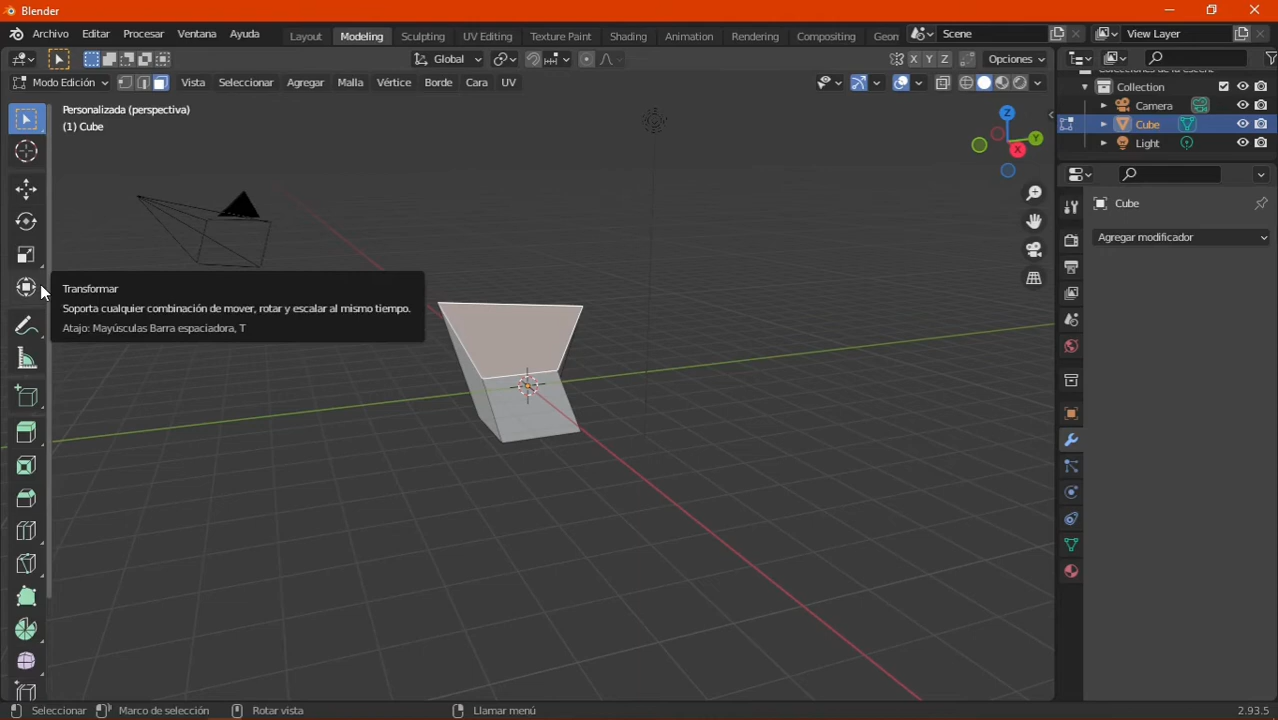 Blender
Archivo Editar Procesar Ventana Ayuda Layout Modeling Sculpting UV Editing Texture Paint Shading Animation Rendering Compositing Geon Scene View Layer
Global X Y Z Opciones
Modo Edición Vista Seleccionar Agregar Malla Vértice Borde Cara UV
Collection
Camera
Cube
Light
Personalizada (perspectiva)
(1) Cube
Z
Y
X
Cube
Agregar modificador
Transformar
Soporta cualquier combinación de mover, rotar y escalar al mismo tiempo.
Atajo: Mayúsculas Barra espaciadora, T
Seleccionar Marco de selección Rotar vista Llamar menú 2.93.5